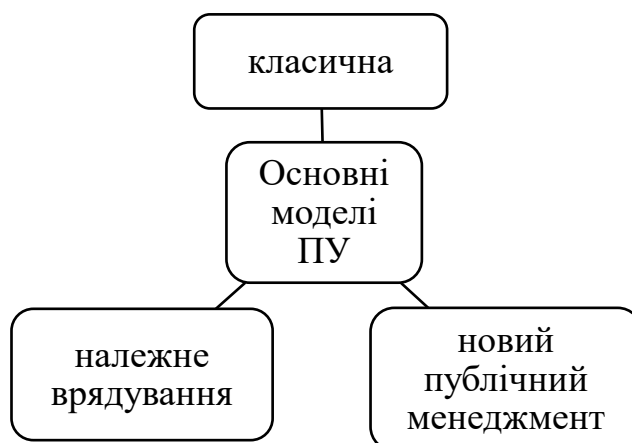 класична
Основні
моделі
ПУ
належне
врядування
новий
публічний
менеджмент